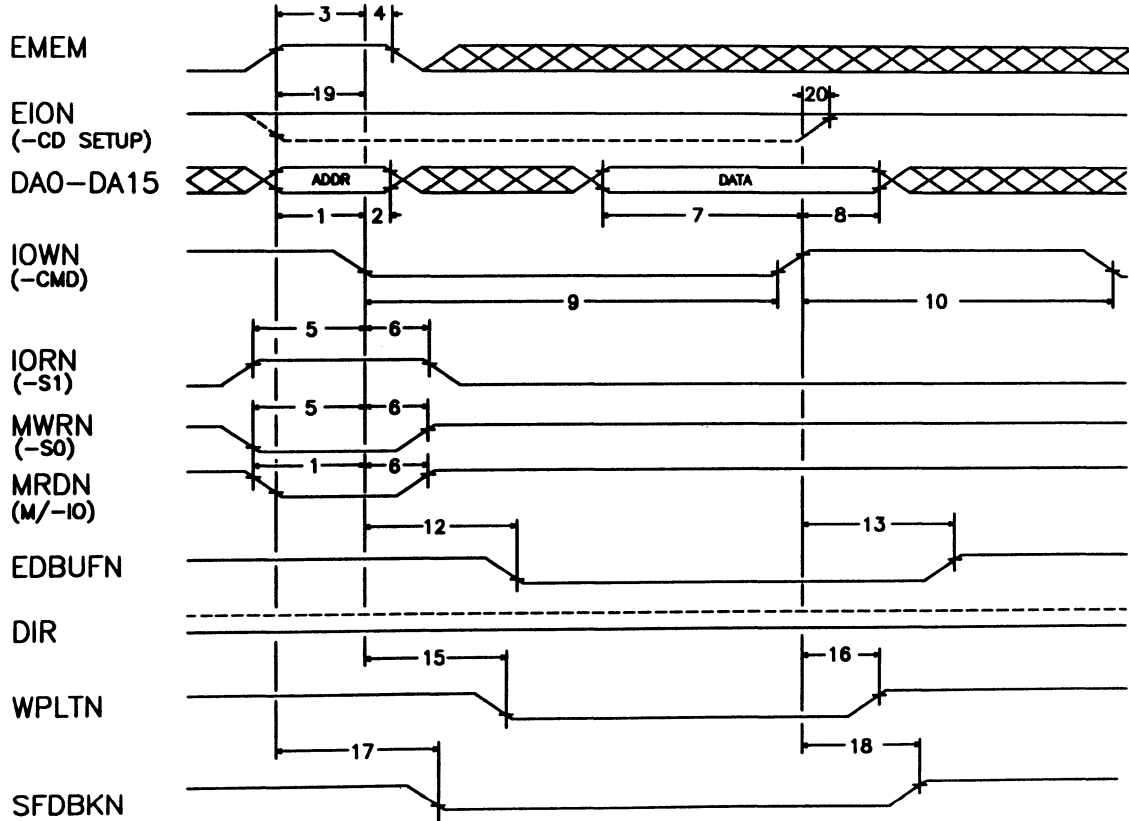 3 4
EMEM
19 20
EION
(-CD SETUP)
DA0-DA15 ADDR DATA
1 2 7 8
IOWN
(-CMD)
9 10
5 6
IORN
(-S1)
5 6
MWRN
(-S0)
1 6
MRDN
(M/-IO)
12 13
EDBUFN
DIR
15 16
WPLTN
17 18
SFDBKN